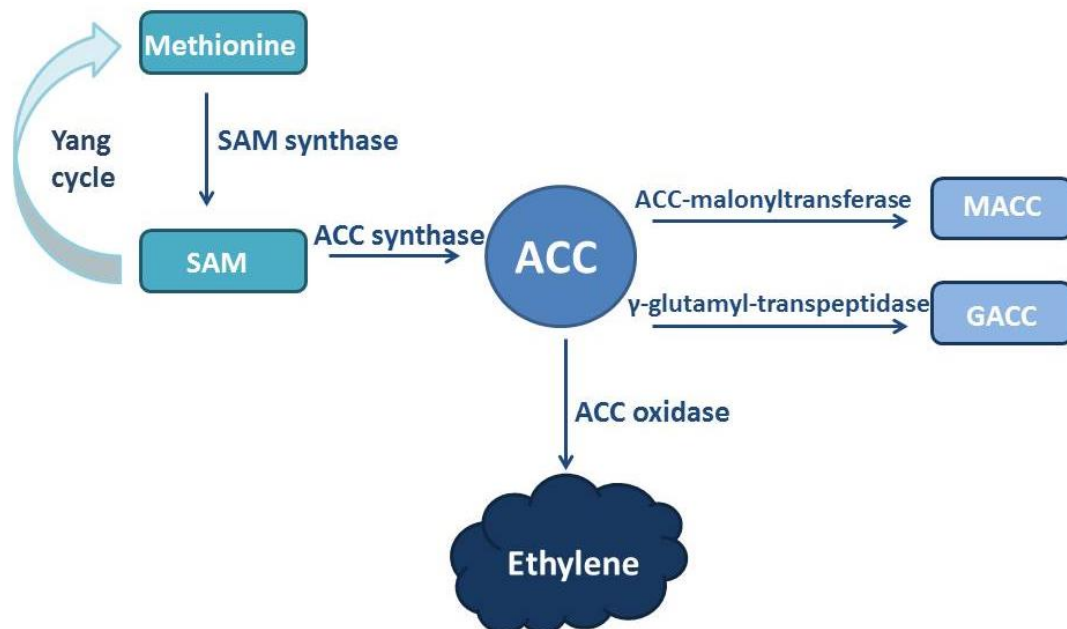 Methionine
Yang
cycle
SAM synthase
SAM
ACC synthase
ACC
ACC-malonyltransferase
MACC
γ-glutamyl-transpeptidase
GACC
ACC oxidase
Ethylene